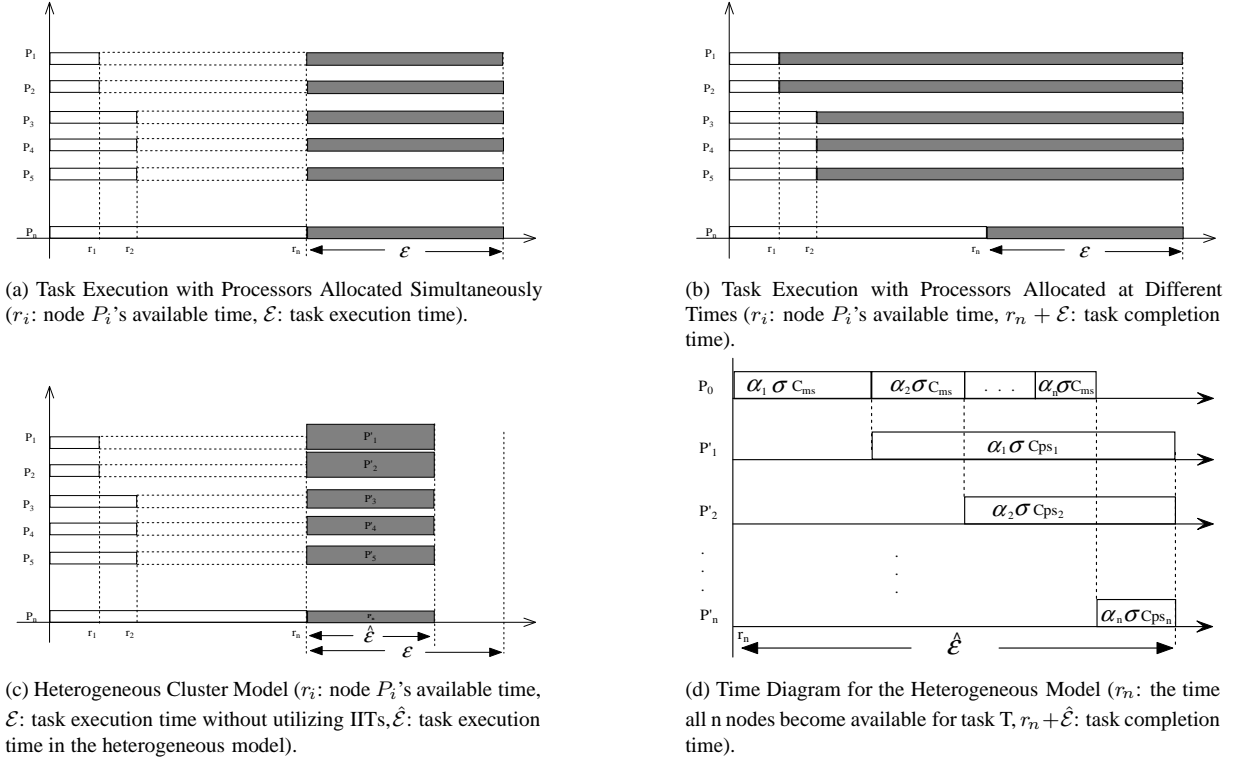 P₁
P₂
P₃
P₄
P₅
Pₙ
r₁ r₂ rₙ ℰ
(a) Task Execution with Processors Allocated Simultaneously
(rᵢ: node Pᵢ's available time, ℰ: task execution time).
P₁
P₂
P₃
P₄
P₅
Pₙ
r₁ r₂ rₙ ℰ
(b) Task Execution with Processors Allocated at Different
Times (rᵢ: node Pᵢ's available time, rₙ + ℰ: task completion
time).
P₁ P'₁
P₂ P'₂
P₃ P'₃
P₄ P'₄
P₅ P'₅
Pₙ
r₁ r₂ rₙ ℰ̂
ℰ
(c) Heterogeneous Cluster Model (rᵢ: node Pᵢ's available time,
ℰ: task execution time without utilizing IITs, ℰ̂: task execution
time in the heterogeneous model).
P₀ α₁ σ Cₘₛ α₂σ Cₘₛ . . . αₙσCₘₛ
P'₁ α₁σ Cps₁
P'₂ α₂σ Cps₂
. .
. .
. .
P'ₙ αₙσCpsₙ
rₙ ℰ̂
(d) Time Diagram for the Heterogeneous Model (rₙ: the time
all n nodes become available for task T, rₙ+ℰ̂: task completion
time).